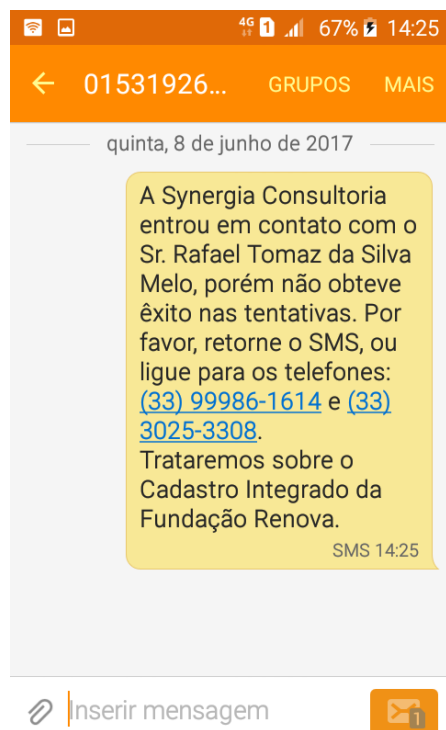 4G 1 67% 14:25
01531926... GRUPOS MAIS
quinta, 8 de junho de 2017
A Synergia Consultoria
entrou em contato com o
Sr. Rafael Tomaz da Silva
Melo, porém não obteve
êxito nas tentativas. Por
favor, retorne o SMS, ou
ligue para os telefones:
(33) 99986-1614 e (33)
3025-3308.
Trataremos sobre o
Cadastro Integrado da
Fundação Renova.
SMS 14:25
Inserir mensagem 1